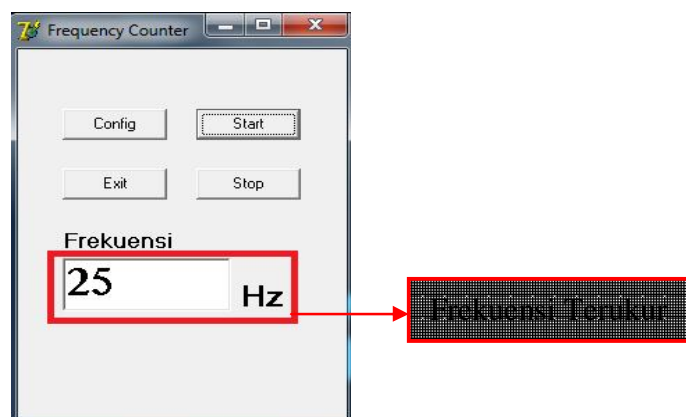 Frequency Counter
Config
Start
Exit
Stop
Frekuensi
25
Hz
Frekuensi Terukur